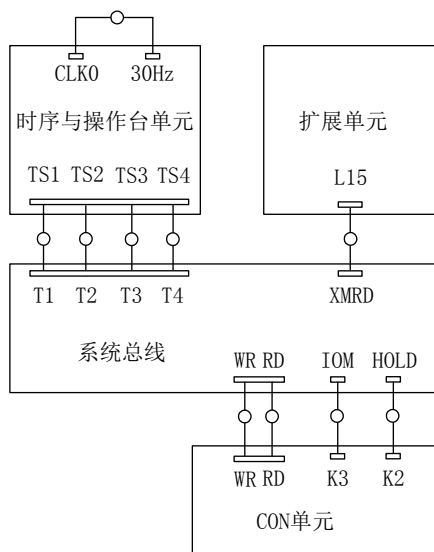 CLK0 30Hz
时序与操作台单元
扩展单元
TS1 TS2 TS3 TS4
L15
T1 T2 T3 T4
XMRD
系统总线
WR RD IOM HOLD
WR RD K3 K2
CON单元